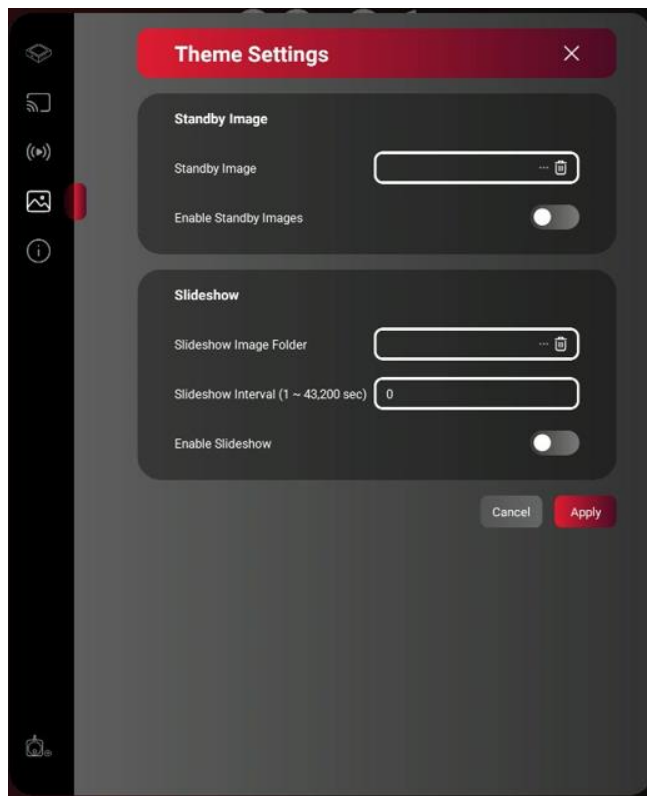 Theme Settings
Standby Image
Standby Image
Enable Standby Images
Slideshow
Slideshow Image Folder
Slideshow Interval (1 ~ 43,200 sec) 0
Enable Slideshow
Cancel Apply